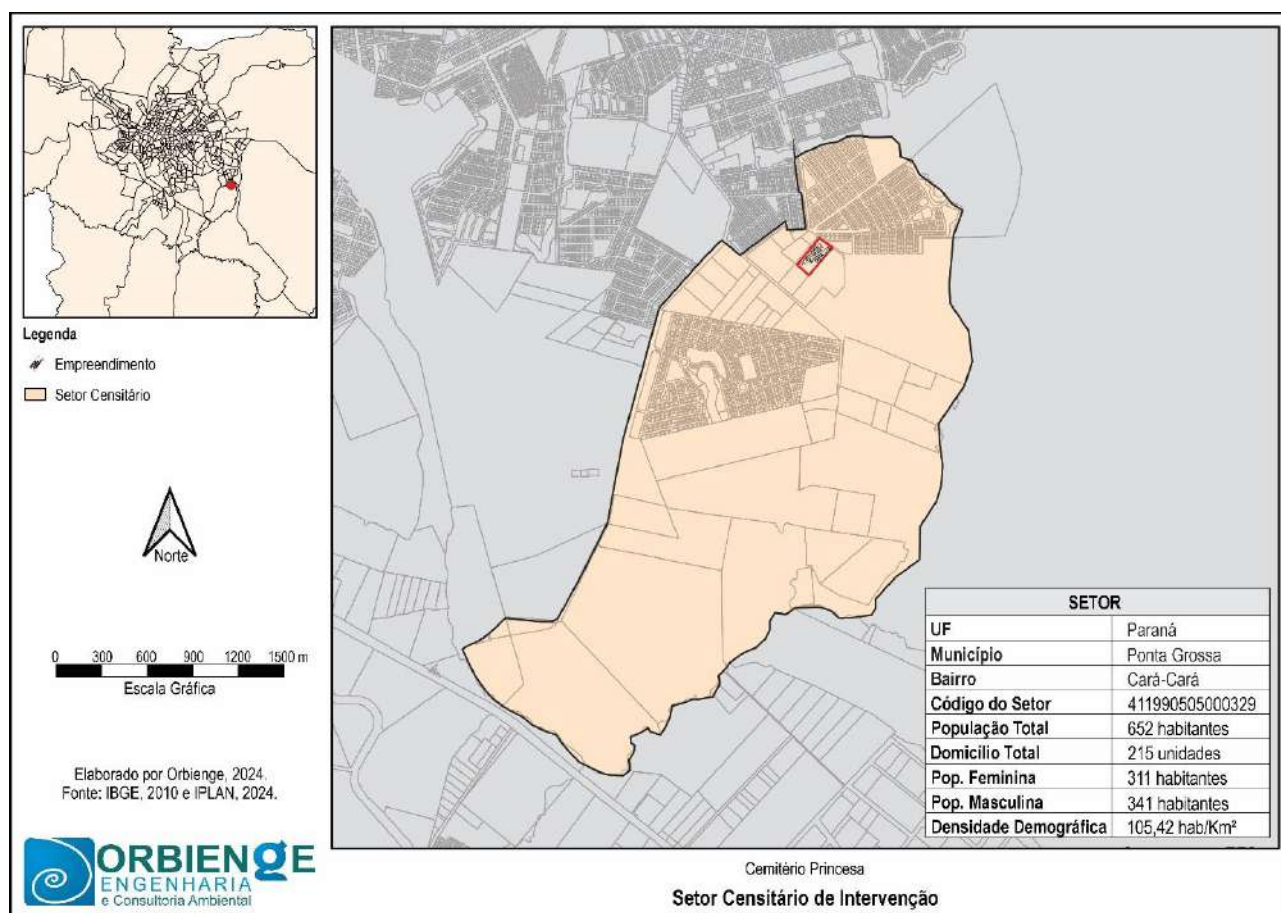 Legenda
Empreendimento
Setor Censitário
Norte
0 300 600 900 1200 1500 m
Escala Gráfica
Elaborado por Orbienge, 2024.
Fonte: IBGE, 2010 e IPLAN, 2024.
ORBIENGE
ENGENHARIA
e Consultoria Ambiental
SETOR
UF Paraná
Município Ponta Grossa
Bairro Cará-Cará
Código do Setor 411990505000329
População Total 652 habitantes
Domicílio Total 215 unidades
Pop. Feminina 311 habitantes
Pop. Masculina 341 habitantes
Densidade Demográfica 105,42 hab/Km²
Cemitério Princesa
Setor Censitário de Intervenção